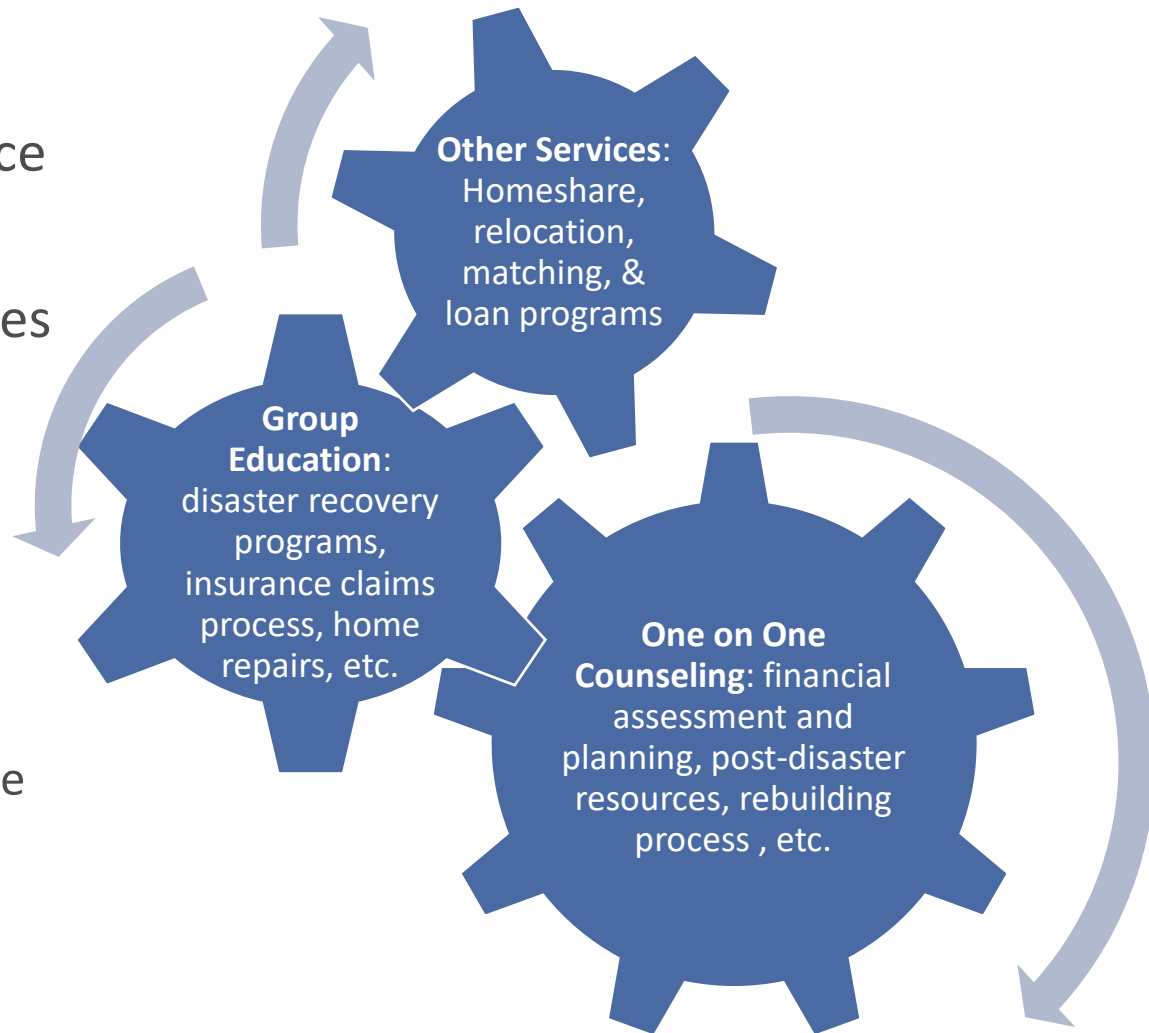 ce
es
e
Other Services:
Homeshare,
relocation,
matching, &
loan programs
Group
Education:
disaster recovery
programs,
insurance claims
process, home
repairs, etc.
One on One
Counseling: financial
assessment and
planning, post-disaster
resources, rebuilding
process , etc.